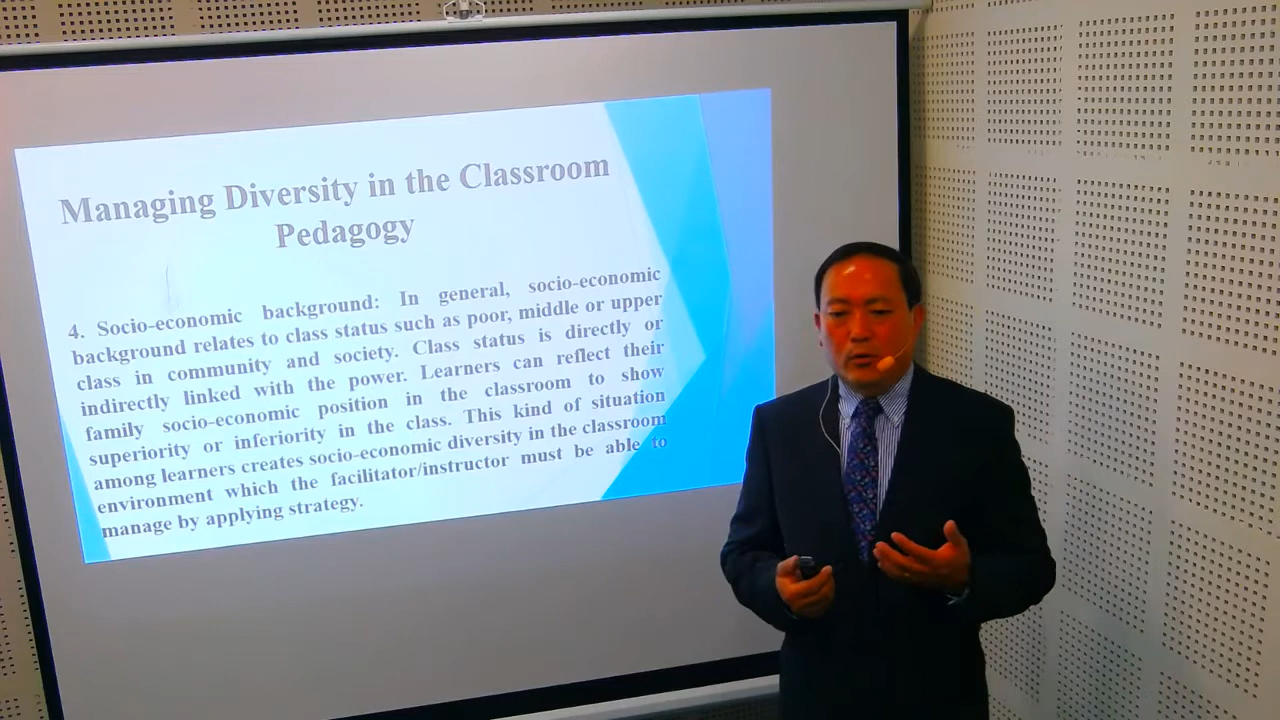 Managing Diversity in the Classroom
Pedagogy
4. Socio-economic background: In general, socio-economic
background relates to class status such as poor, middle or upper
class in community and society. Class status is directly or
indirectly linked with the power. Learners can reflect their
family socio-economic position in the classroom to show
superiority or inferiority in the class. This kind of situation
among learners creates socio-economic diversity in the classroom
environment which the facilitator/instructor must be able to
manage by applying strategy.